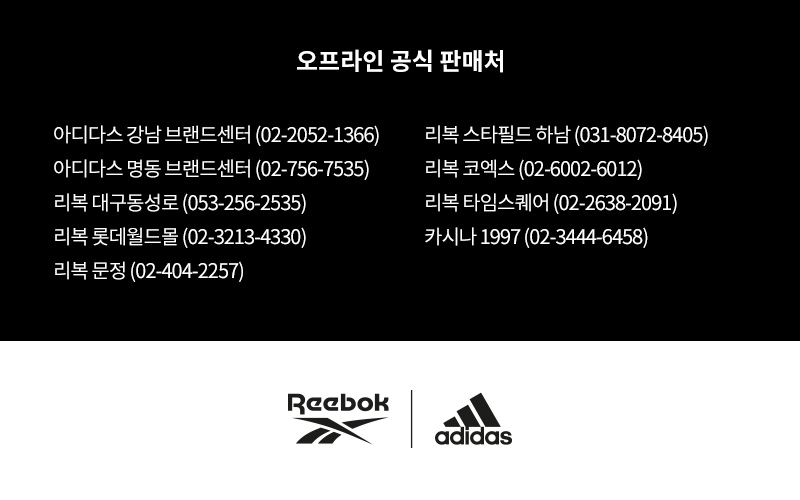 오프라인 공식 판매처
아디다스 강남 브랜드센터 (02-2052-1366)
아디다스 명동 브랜드센터 (02-756-7535)
리복 대구동성로 (053-256-2535)
리복 롯데월드몰 (02-3213-4330)
리복 문정 (02-404-2257)
리복 스타필드 하남 (031-8072-8405)
리복 코엑스 (02-6002-6012)
리복 타임스퀘어 (02-2638-2091)
카시나 1997 (02-3444-6458)
Reebok
adidas